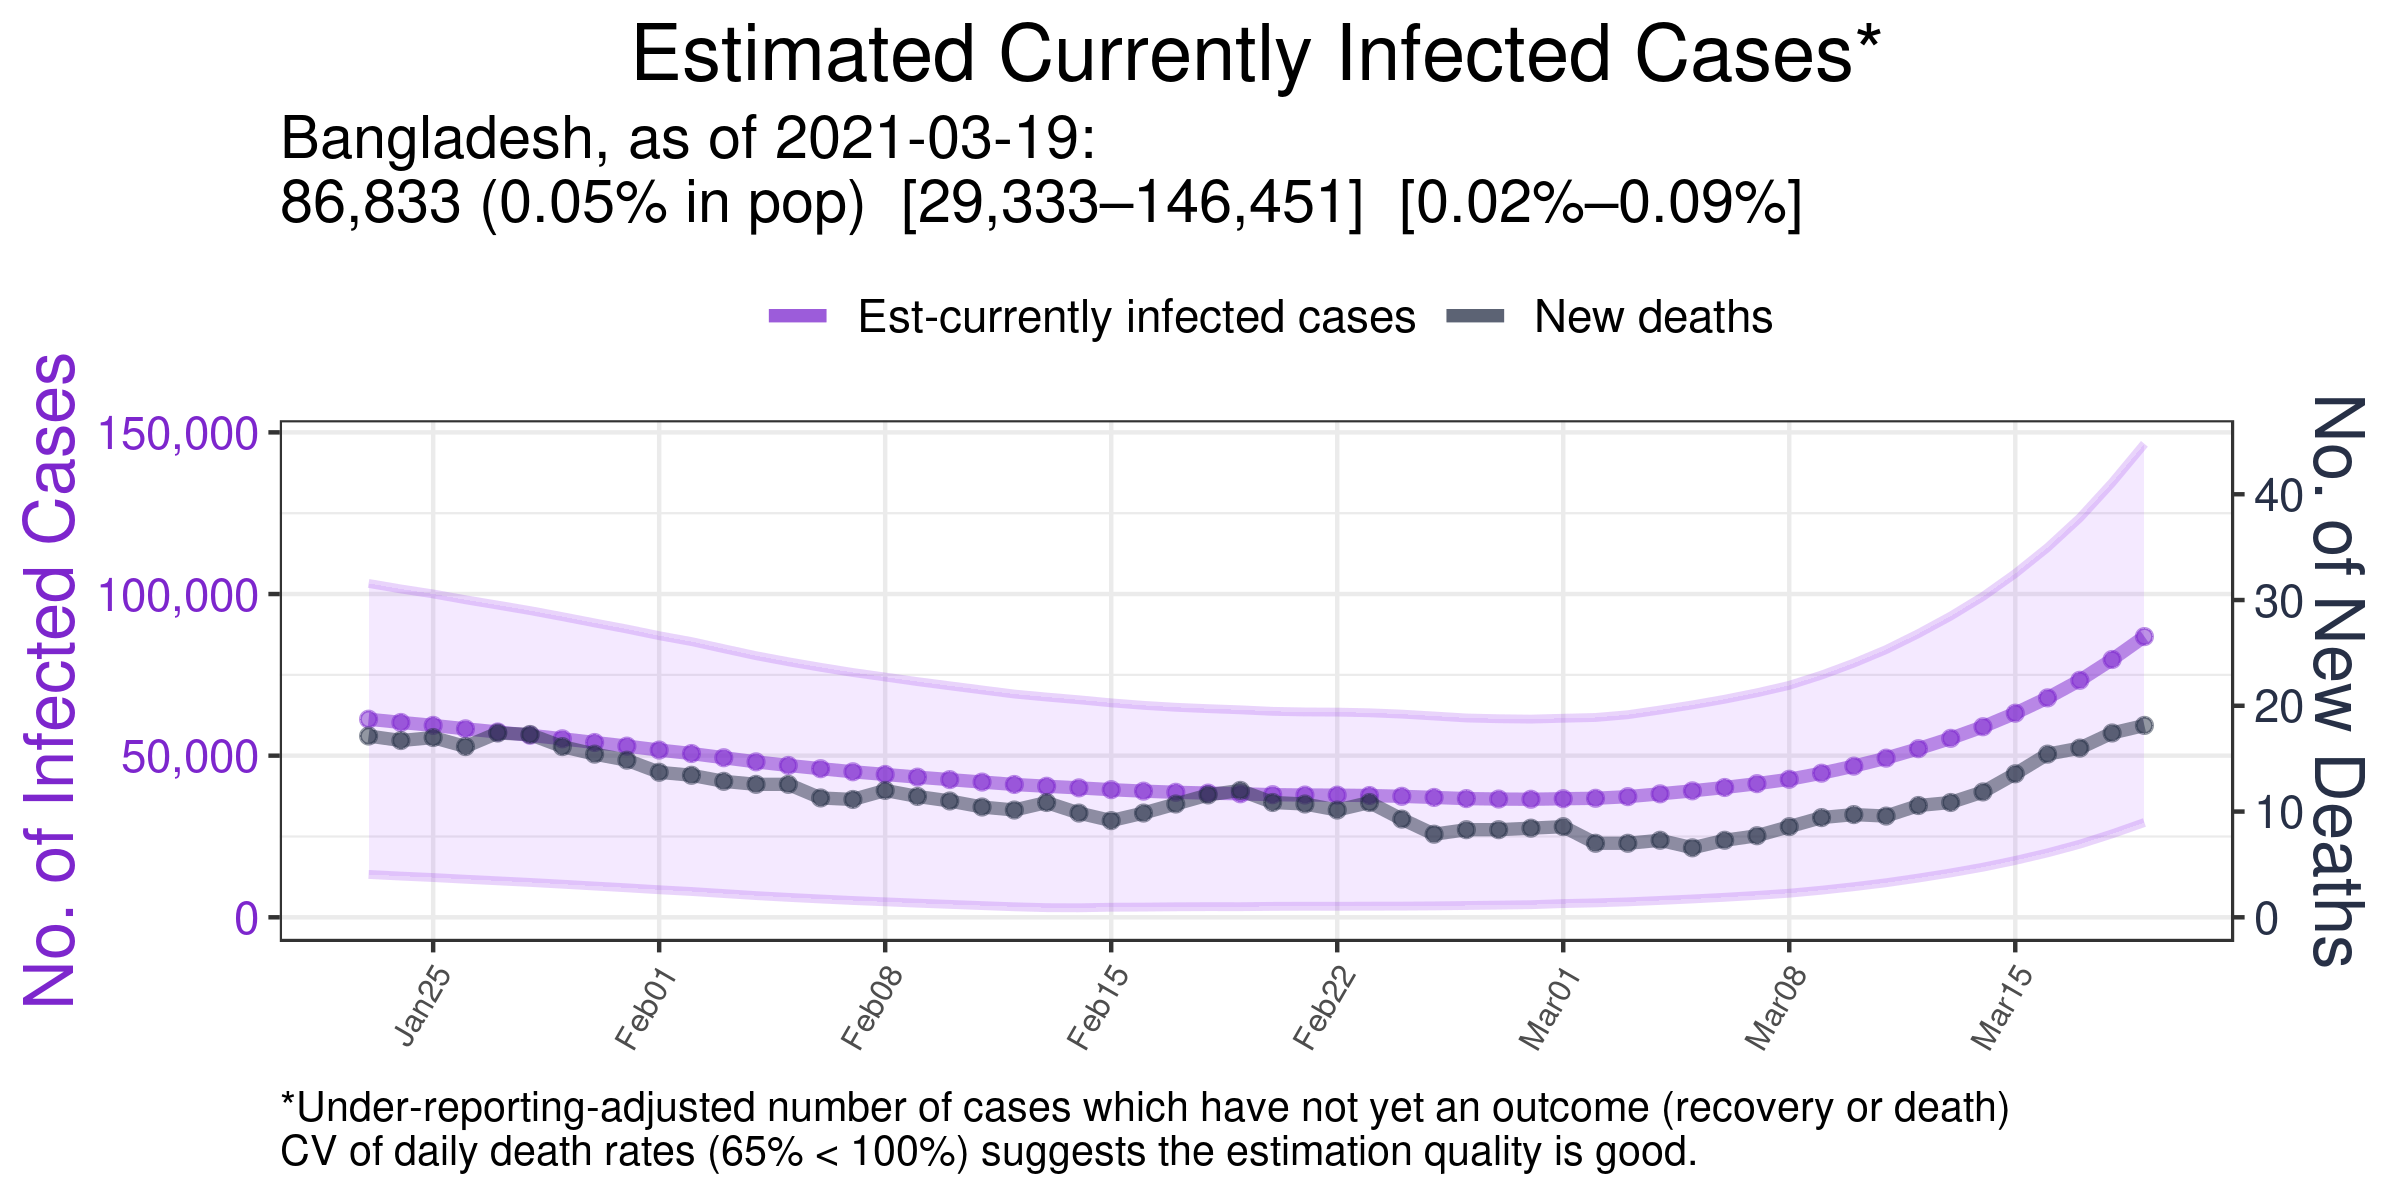 Estimated Currently Infected Cases*
Bangladesh, as of 2021-03-19:
86,833 (0.05% in pop)  [29,333–146,451]  [0.02%–0.09%]
Est-currently infected cases
New deaths
No. of Infected Cases
150,000
100,000
50,000
0
No. of New Deaths
40
30
20
10
0
Jan25
Feb01
Feb08
Feb15
Feb22
Mar01
Mar08
Mar15
*Under-reporting-adjusted number of cases which have not yet an outcome (recovery or death)
CV of daily death rates (65% < 100%) suggests the estimation quality is good.